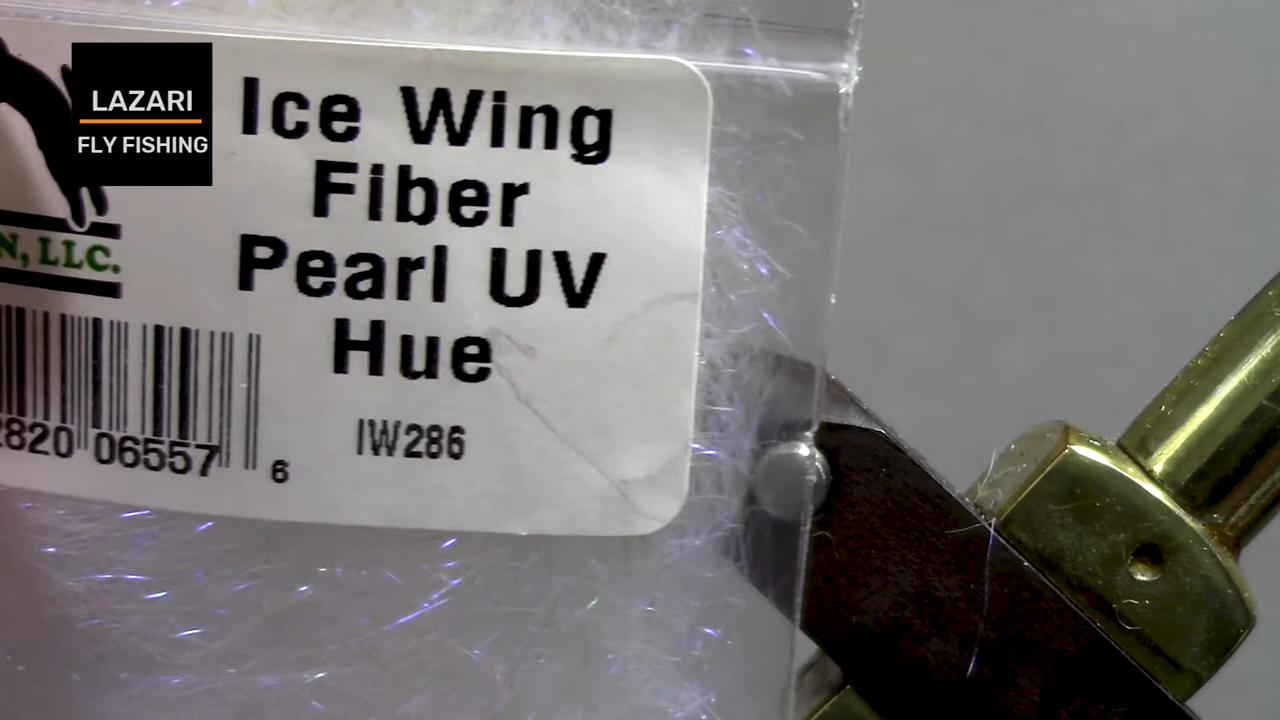 LAZARI
FLY FISHING
Ice Wing
Fiber
Pearl UV
Hue
N, LLC.
IW286
2820 06557 6